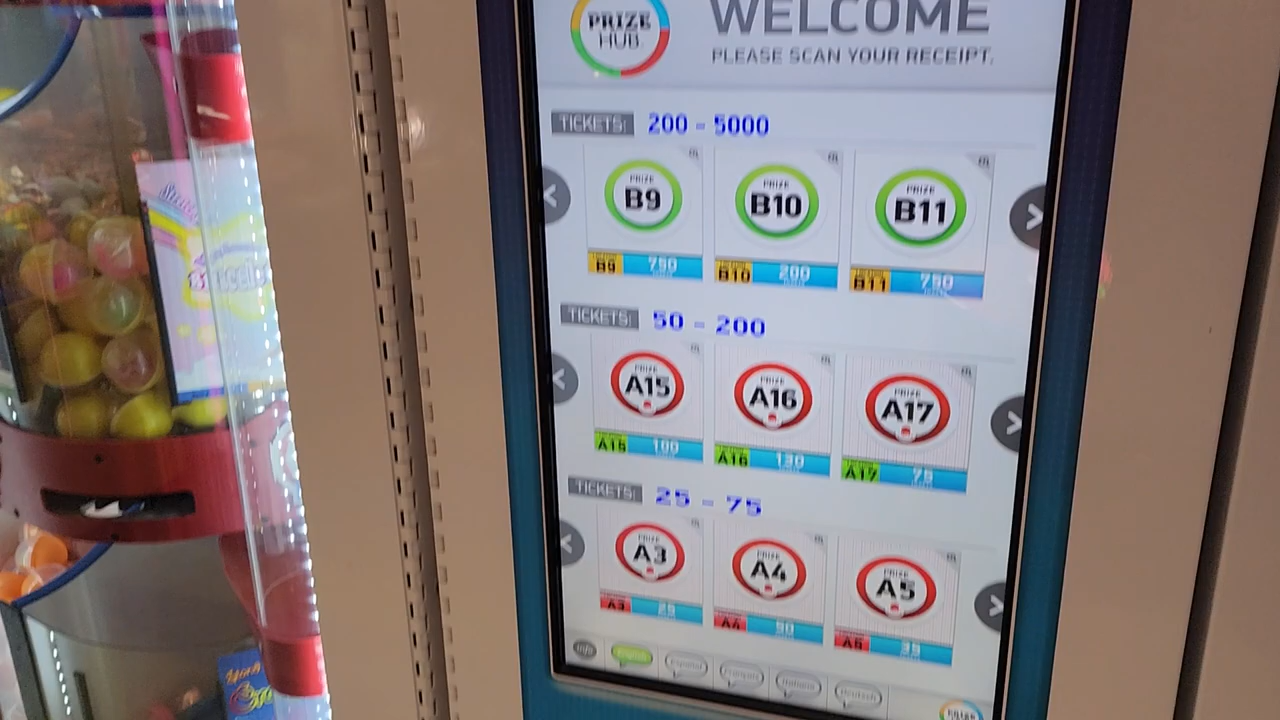 PRIZE
HUB
WELCOME
PLEASE SCAN YOUR RECEIPT.
TICKETS: 200 - 5000
PRIZE PRIZE PRIZE
B9 B10 B11
B9 750 B10 200 B11 750
TICKETS: 50 - 200
PRIZE PRIZE PRIZE
A15 A16 A17
A15 100 A16 130 A17 75
TICKETS: 25 - 75
PRIZE PRIZE PRIZE
A3 A4 A5
A3 25 A4 50 A5 35
Info English Español Français Italiano Deutsch